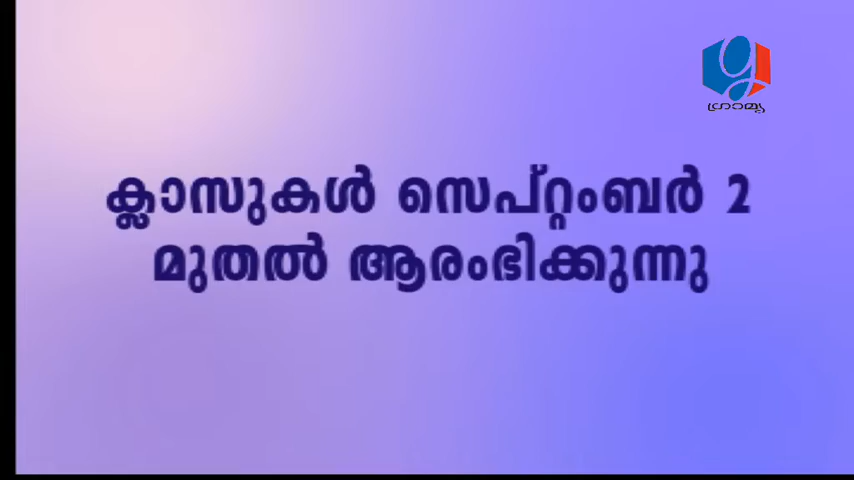 ഗ്രാമ്യ
ക്ലാസുകൾ സെപ്റ്റംബർ 2
മുതൽ ആരംഭിക്കുന്നു